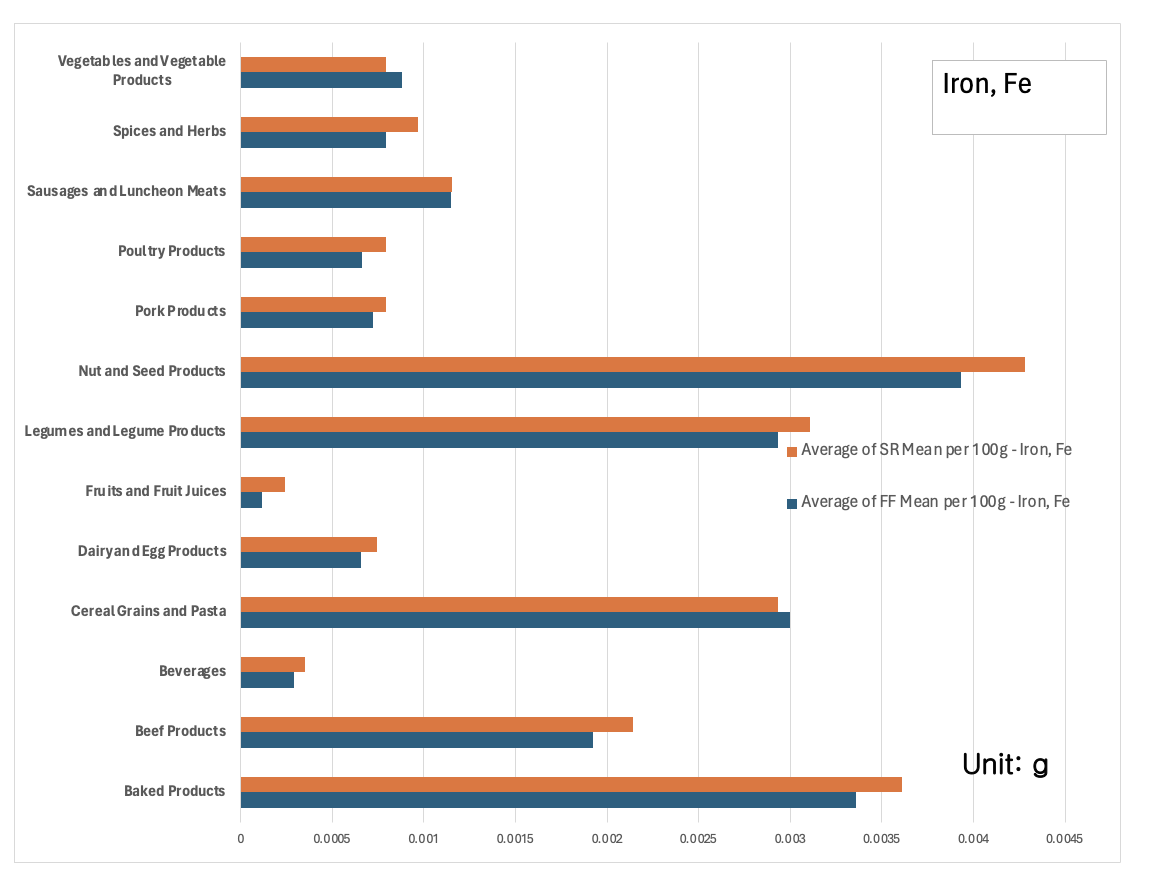 Iron, Fe
Vegetables and Vegetable
Products
Spices and Herbs
Sausages and Luncheon Meats
Poultry Products
Pork Products
Nut and Seed Products
Legumes and Legume Products
Average of SR Mean per 100g - Iron, Fe
Fruits and Fruit Juices
Average of FF Mean per 100g - Iron, Fe
Dairy and Egg Products
Cereal Grains and Pasta
Beverages
Beef Products
Unit: g
Baked Products
0 0.0005 0.001 0.0015 0.002 0.0025 0.003 0.0035 0.004 0.0045